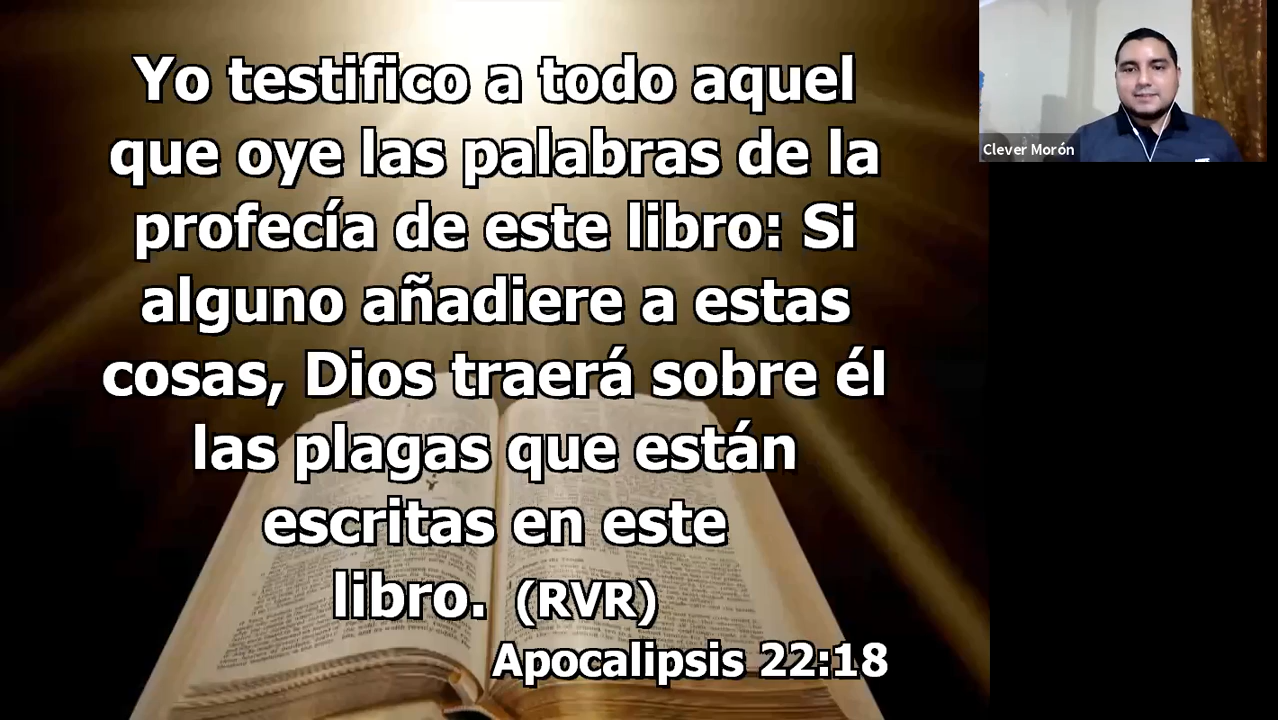 Yo testifico a todo aquel
que oye las palabras de la
profecía de este libro: Si
alguno añadiere a estas
cosas, Dios traerá sobre él
las plagas que están
escritas en este
libro. (RVR)
Apocalipsis 22:18
Clever Morón